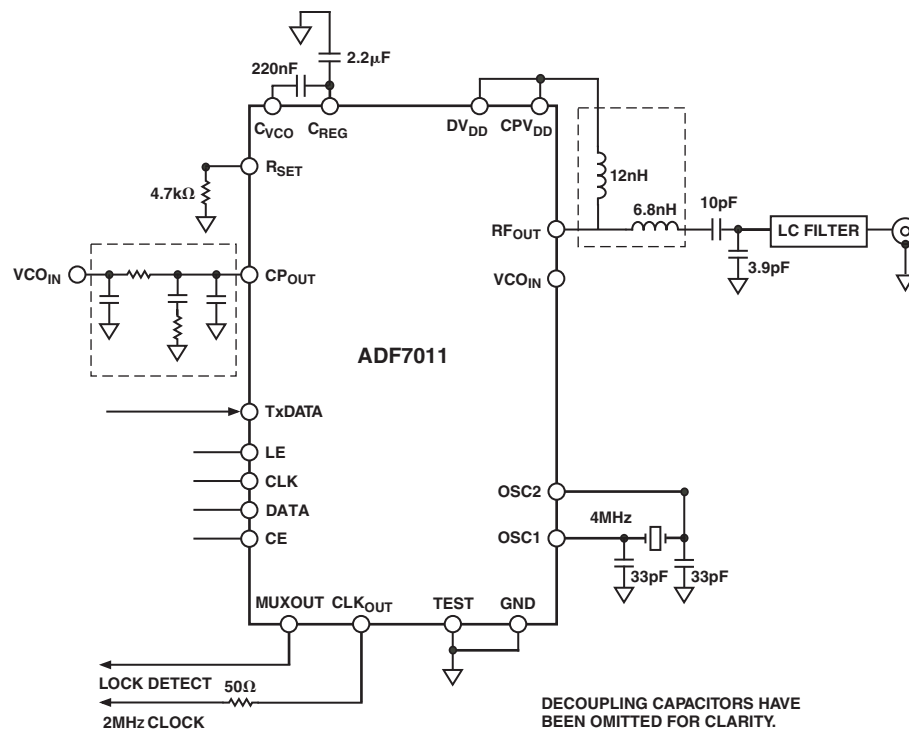 2.2μF
220nF
CVCO
CREG
DVDD
CPVDD
RSET
4.7kΩ
12nH
6.8nH
10pF
RFOUT
LC FILTER
3.9pF
VCOIN
CPOUT
VCOIN
ADF7011
TxDATA
LE
CLK
DATA
CE
OSC2
4MHz
OSC1
33pF
33pF
MUXOUT
CLKOUT
TEST
GND
LOCK DETECT
50Ω
2MHz CLOCK
DECOUPLING CAPACITORS HAVE
BEEN OMITTED FOR CLARITY.